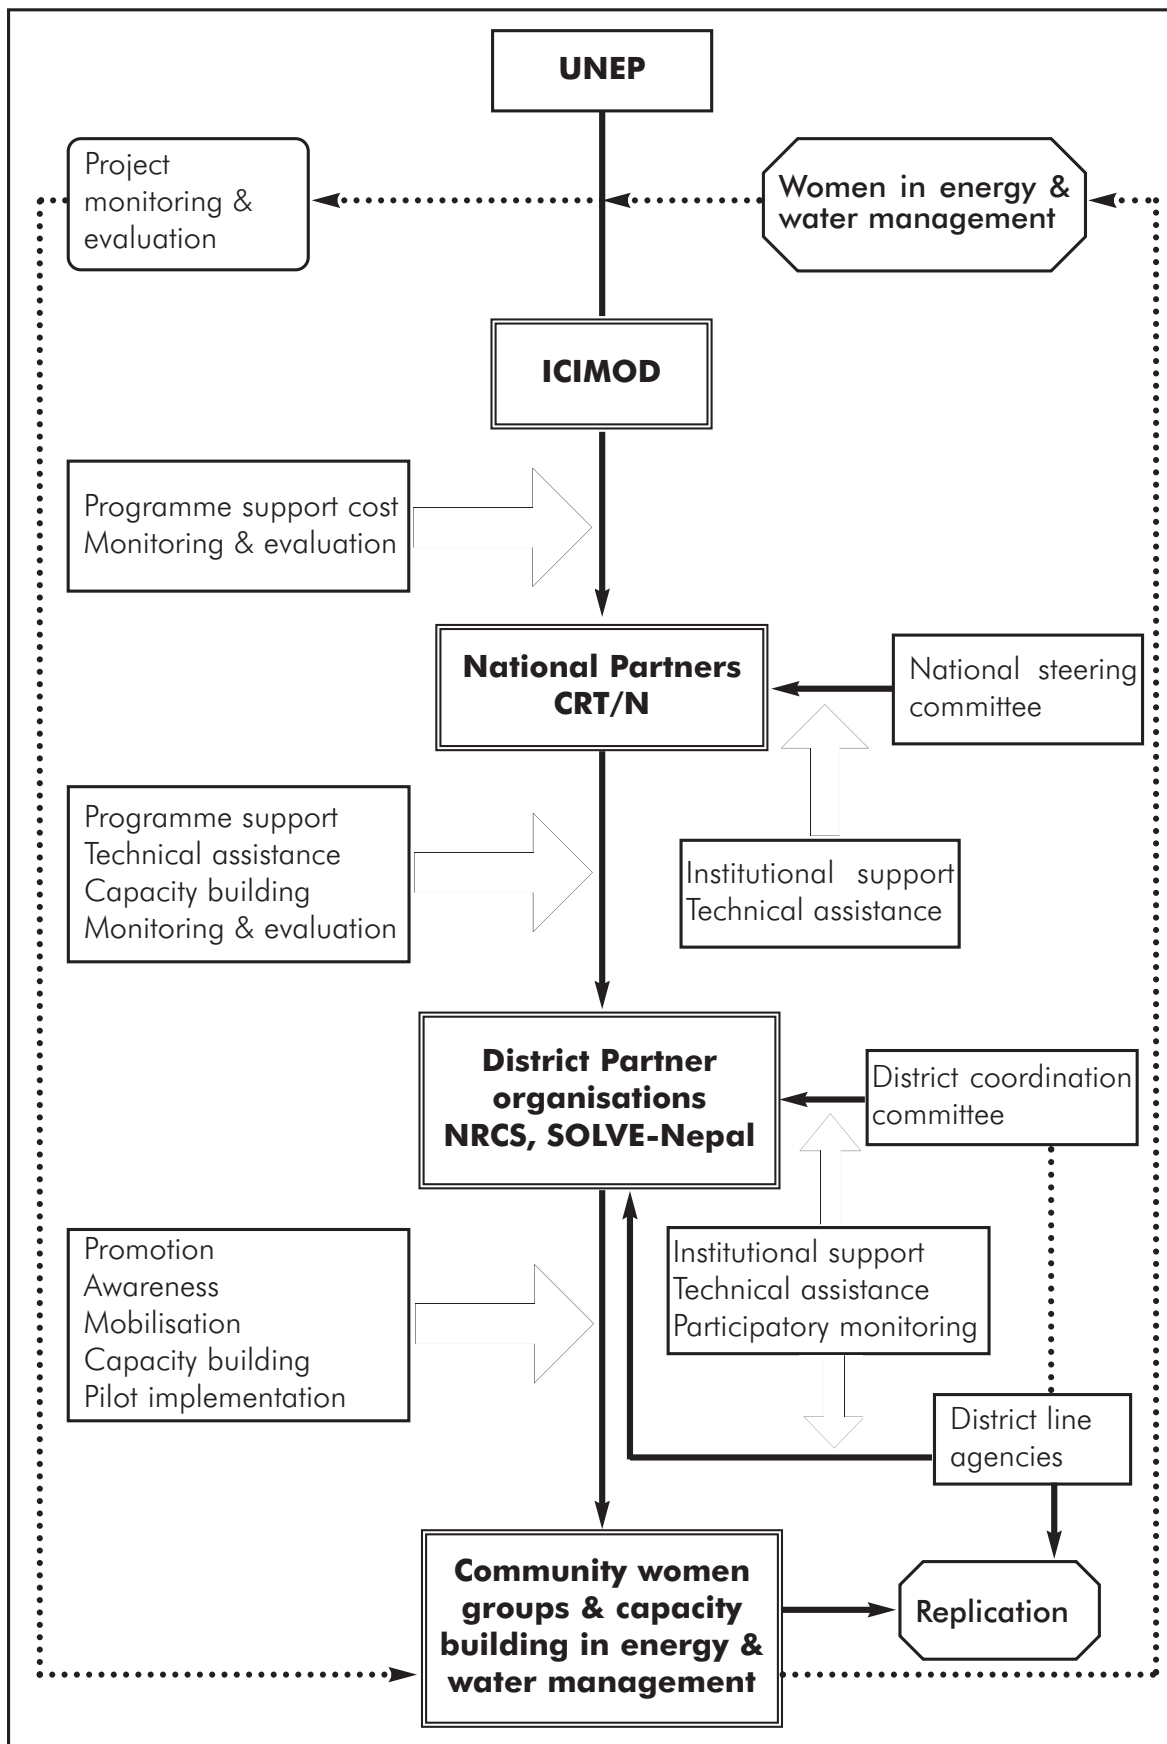 UNEP
Project
monitoring &
evaluation
Women in energy &
water management
ICIMOD
Programme support cost
Monitoring & evaluation
National Partners
CRT/N
National steering
committee
Programme support
Technical assistance
Capacity building
Monitoring & evaluation
Institutional support
Technical assistance
District Partner
organisations
NRCS, SOLVE-Nepal
District coordination
committee
Promotion
Awareness
Mobilisation
Capacity building
Pilot implementation
Institutional support
Technical assistance
Participatory monitoring
District line
agencies
Community women
groups & capacity
building in energy &
water management
Replication